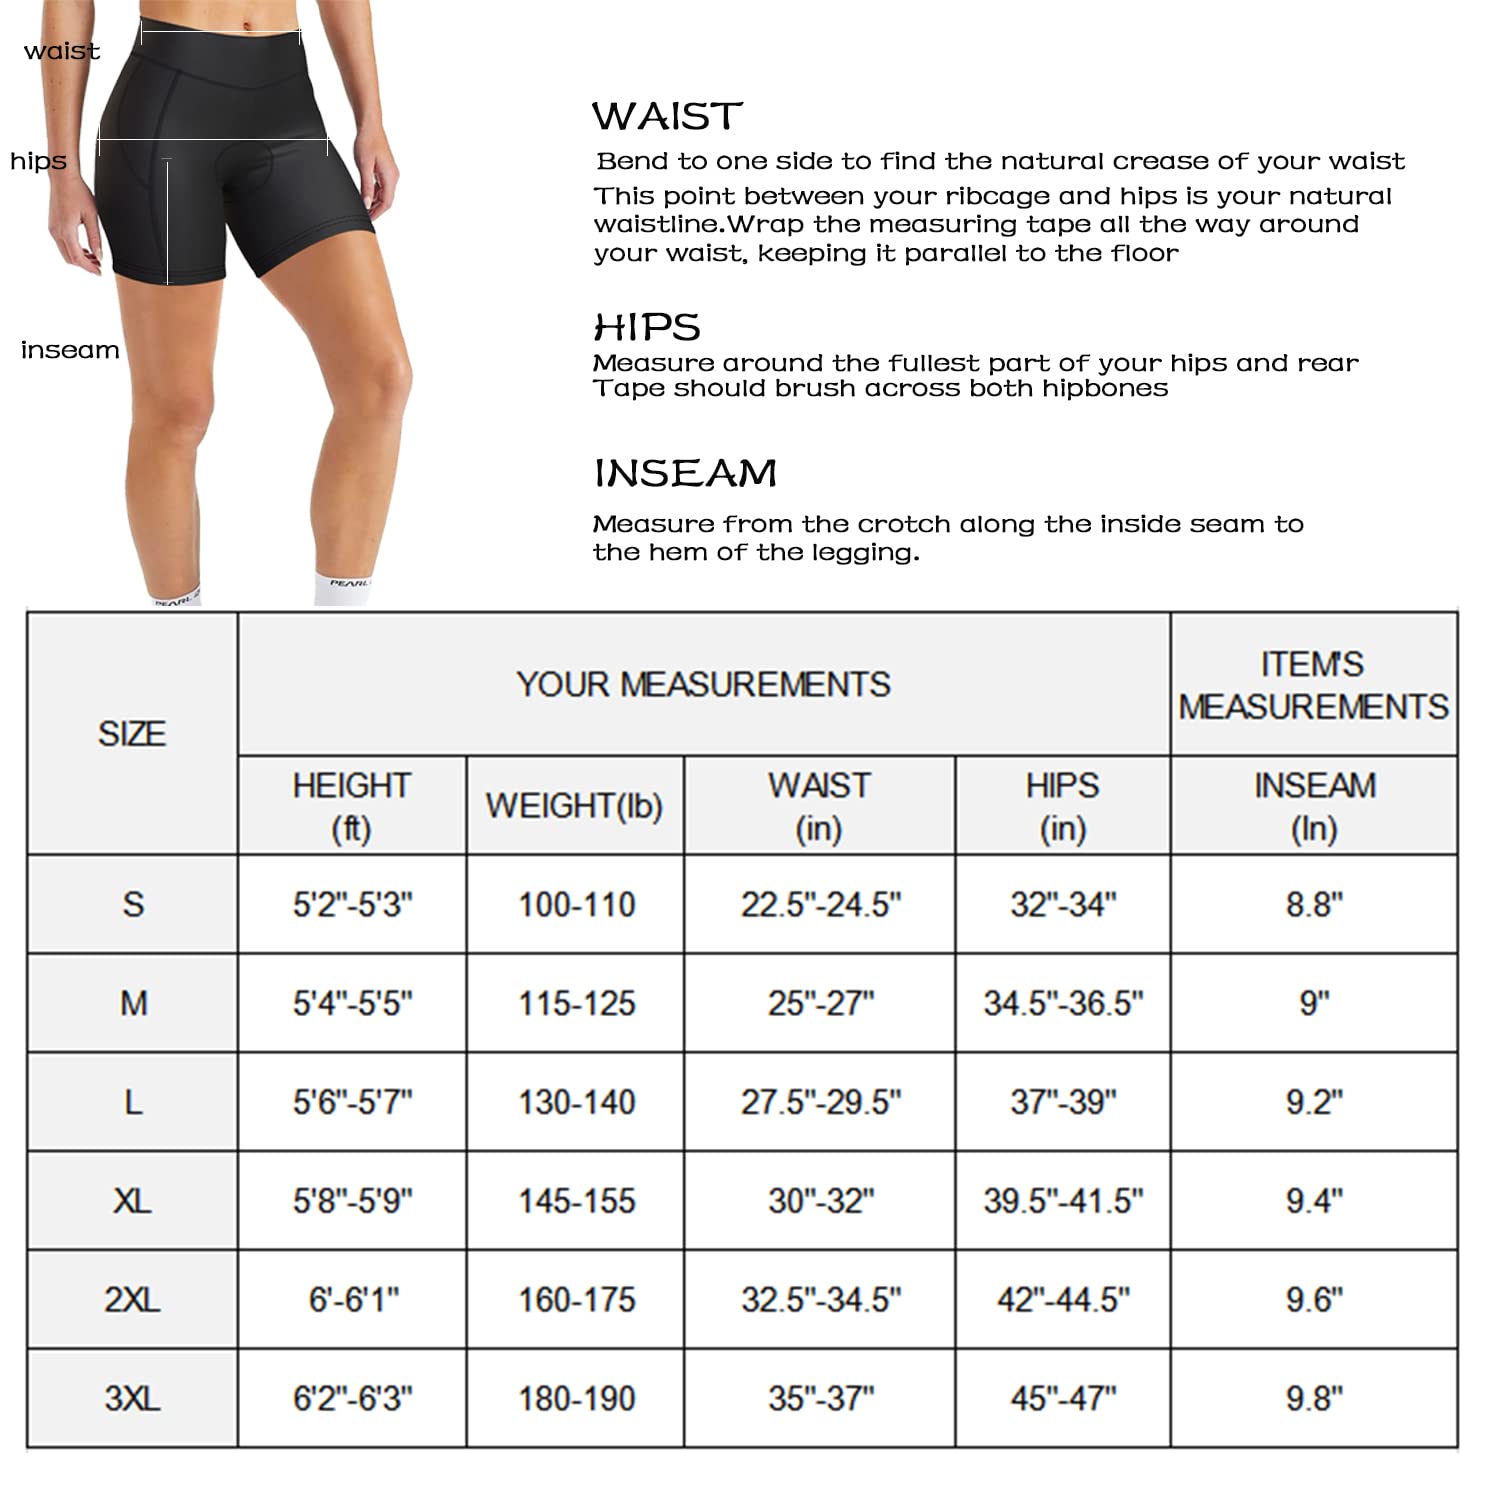 waist
hips
inseam
WAIST
Bend to one side to find the natural crease of your waist
This point between your ribcage and hips is your natural
waistline.Wrap the measuring tape all the way around
your waist, keeping it parallel to the floor
HIPS
Measure around the fullest part of your hips and rear
Tape should brush across both hipbones
INSEAM
Measure from the crotch along the inside seam to
the hem of the legging.
PEARL
PEARL
SIZE YOUR MEASUREMENTS ITEM'S
MEASUREMENTS
HEIGHT
(ft) WEIGHT(lb) WAIST
(in) HIPS
(in) INSEAM
(In)
S 5'2"-5'3" 100-110 22.5"-24.5" 32"-34" 8.8"
M 5'4"-5'5" 115-125 25"-27" 34.5"-36.5" 9"
L 5'6"-5'7" 130-140 27.5"-29.5" 37"-39" 9.2"
XL 5'8"-5'9" 145-155 30"-32" 39.5"-41.5" 9.4"
2XL 6'-6'1" 160-175 32.5"-34.5" 42"-44.5" 9.6"
3XL 6'2"-6'3" 180-190 35"-37" 45"-47" 9.8"